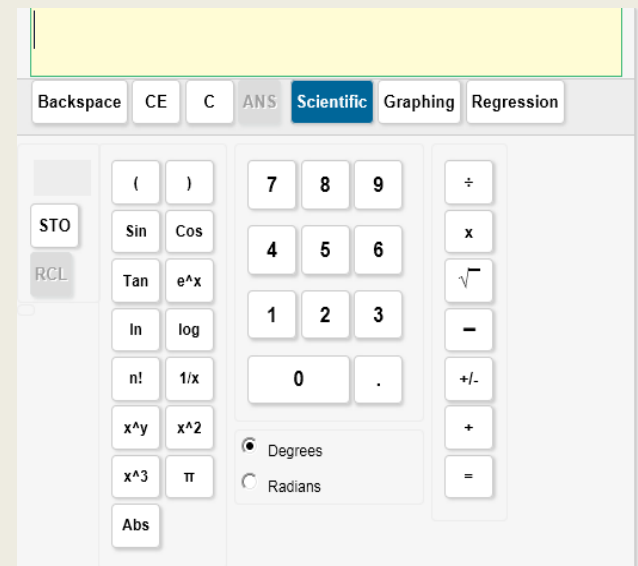 Backspace CE C ANS Scientific Graphing Regression
( ) 7 8 9 ÷
STO Sin Cos 4 5 6 x
RCL Tan e^x √‾
ln log 1 2 3 −
n! 1/x 0 . +/-
x^y x^2 +
Degrees
x^3 π Radians =
Abs